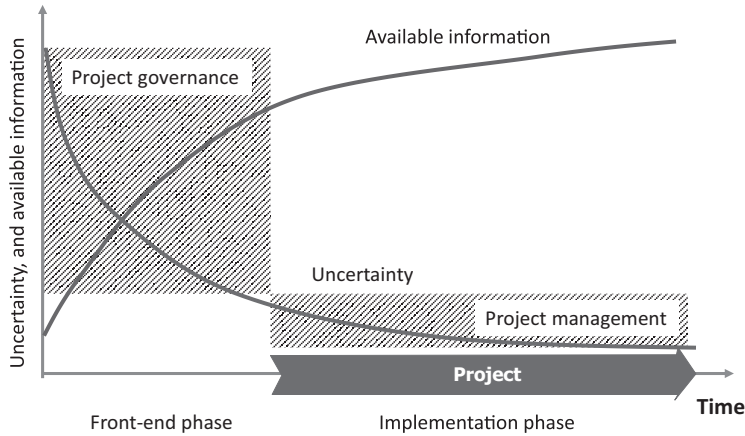 Available information
Project governance
Uncertainty, and available information
Uncertainty
Project management
Project
Time
Front-end phase
Implementation phase